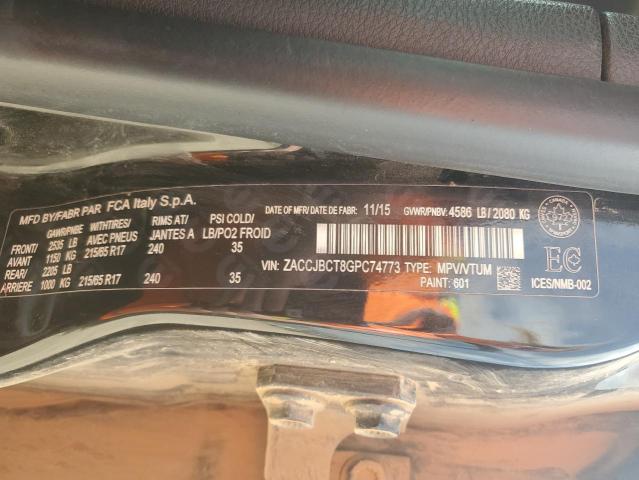 MFD BY/FABR PAR FCA Italy S.p.A.
DATE OF MFR/DATE DE FABR: 11/15 GVWR/PNBV: 4586 LB / 2080 KG
GAWR/PNBE WITHTIRES/ RIMS AT/ PSI COLD/
AVEC PNEUS JANTES A LB/PO2 FROID
FRONT/ 2535 LB
AVANT 1150 KG 215/65 R17 240 35
REAR/ 2205 LB
ARRIERE 1000 KG 215/65 R17 240 35
VIN: ZACCJBCT8GPC74773 TYPE: MPV/VTUM
PAINT: 601
CANADA
EC
ICES/NMB-002